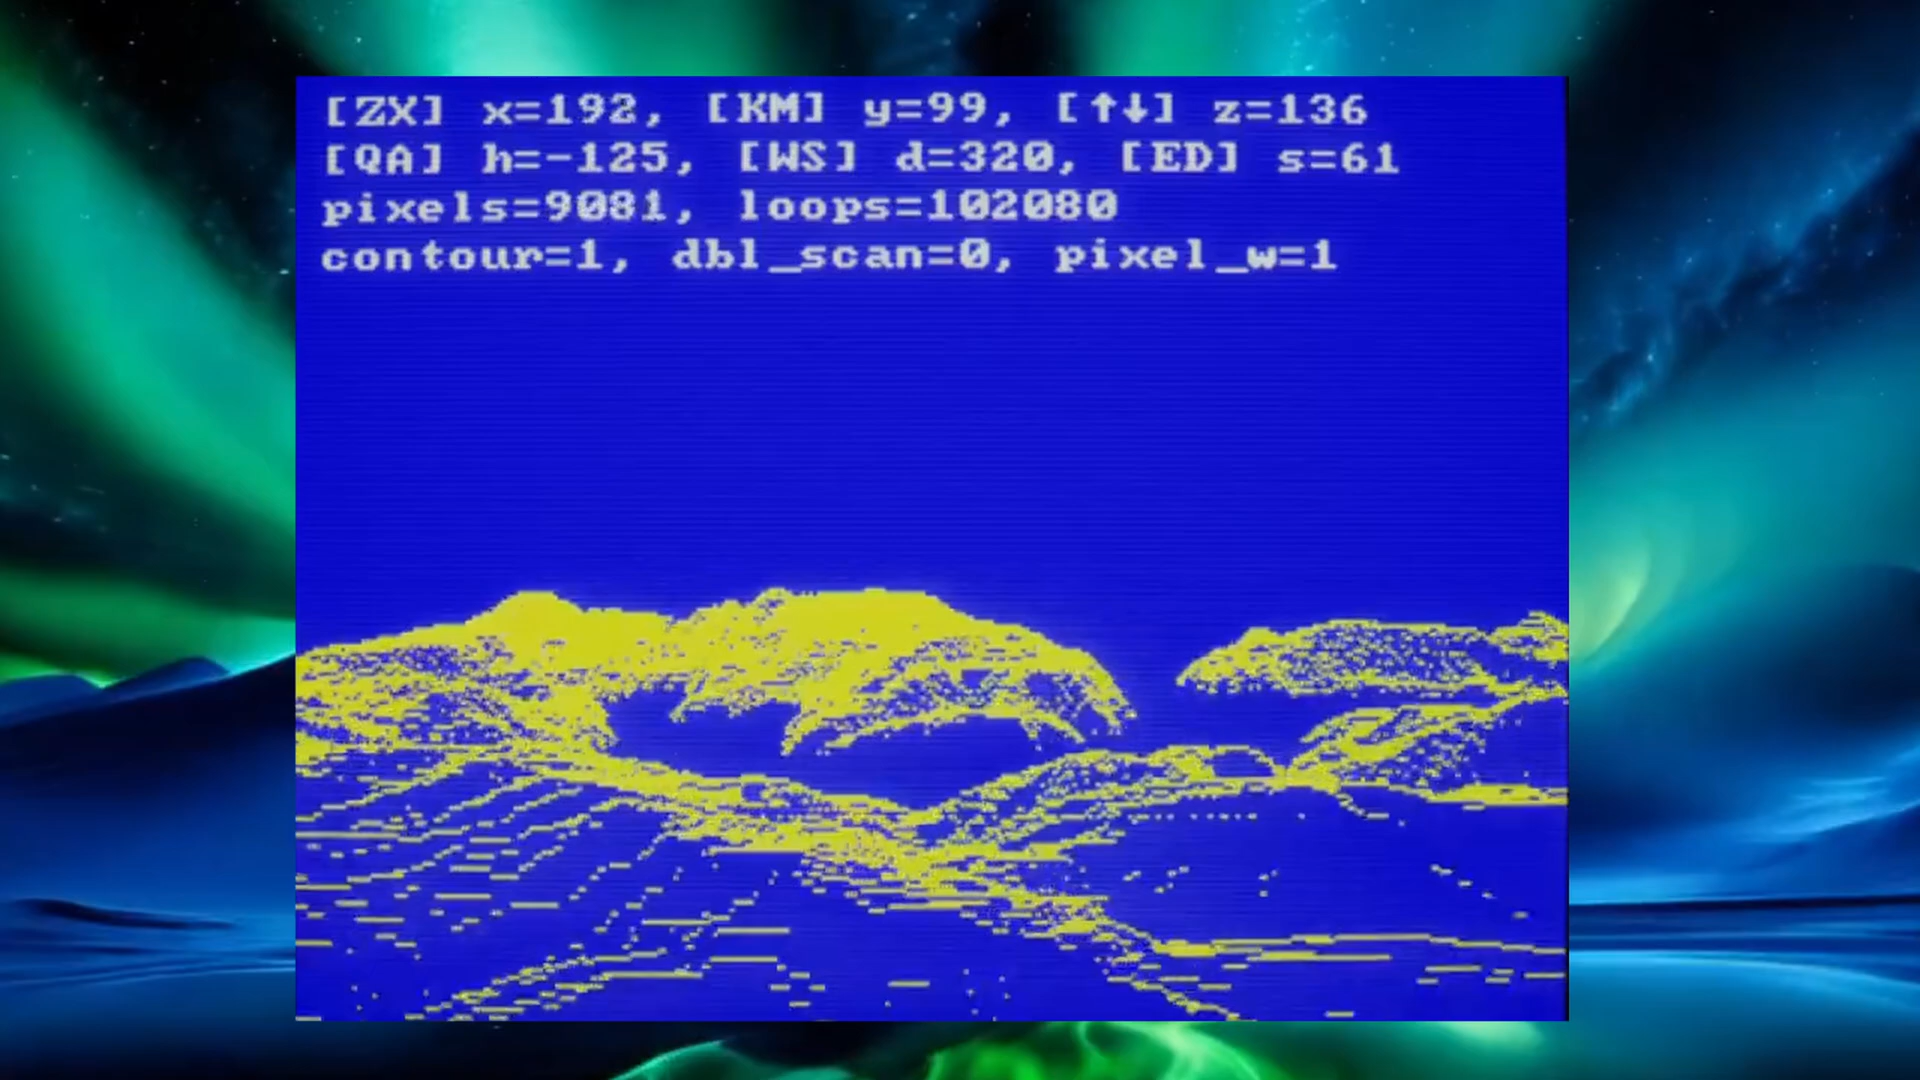 [ZX] x=192, [KM] y=99, [↑↓] z=136
[QA] h=-125, [WS] d=320, [ED] s=61
pixels=9081, loops=102080
contour=1, dbl_scan=0, pixel_w=1